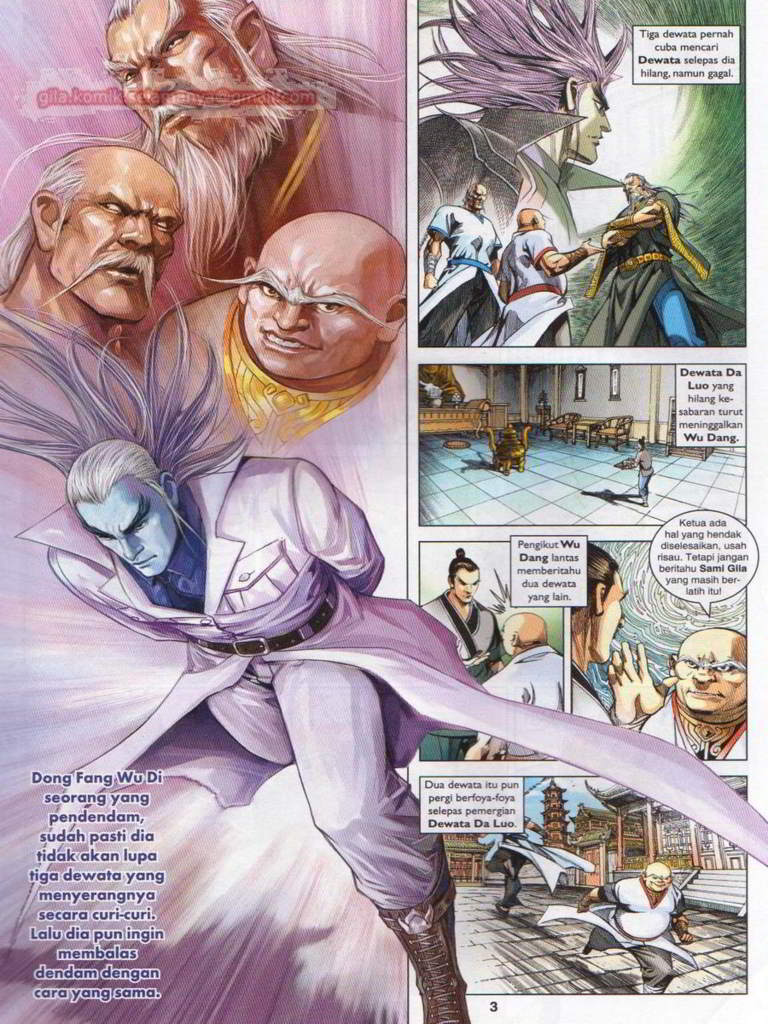 Tiga dewata pernah
cuba mencari
Dewata selepas dia
hilang, namun gagal.
Dewata Da
Luo yang
hilang ke-
sabaran turut
meninggalkan
Wu Dang.
Pengikut Wu
Dang lantas
memberitahu
dua dewata
yang lain.
Ketua ada
hal yang hendak
diselesaikan, usah
risau. Tetapi jangan
beritahu Sami Gila
yang masih ber-
latih itu!
Dua dewata itu pun
pergi berfoya-foya
selepas pemergian
Dewata Da Luo.
Dong Fang Wu Di
seorang yang
pendendam,
sudah pasti dia
tidak akan lupa
tiga dewata yang
menyerangnya
secara curi-curi.
Lalu dia pun ingin
membalas
dendam dengan
cara yang sama.
3